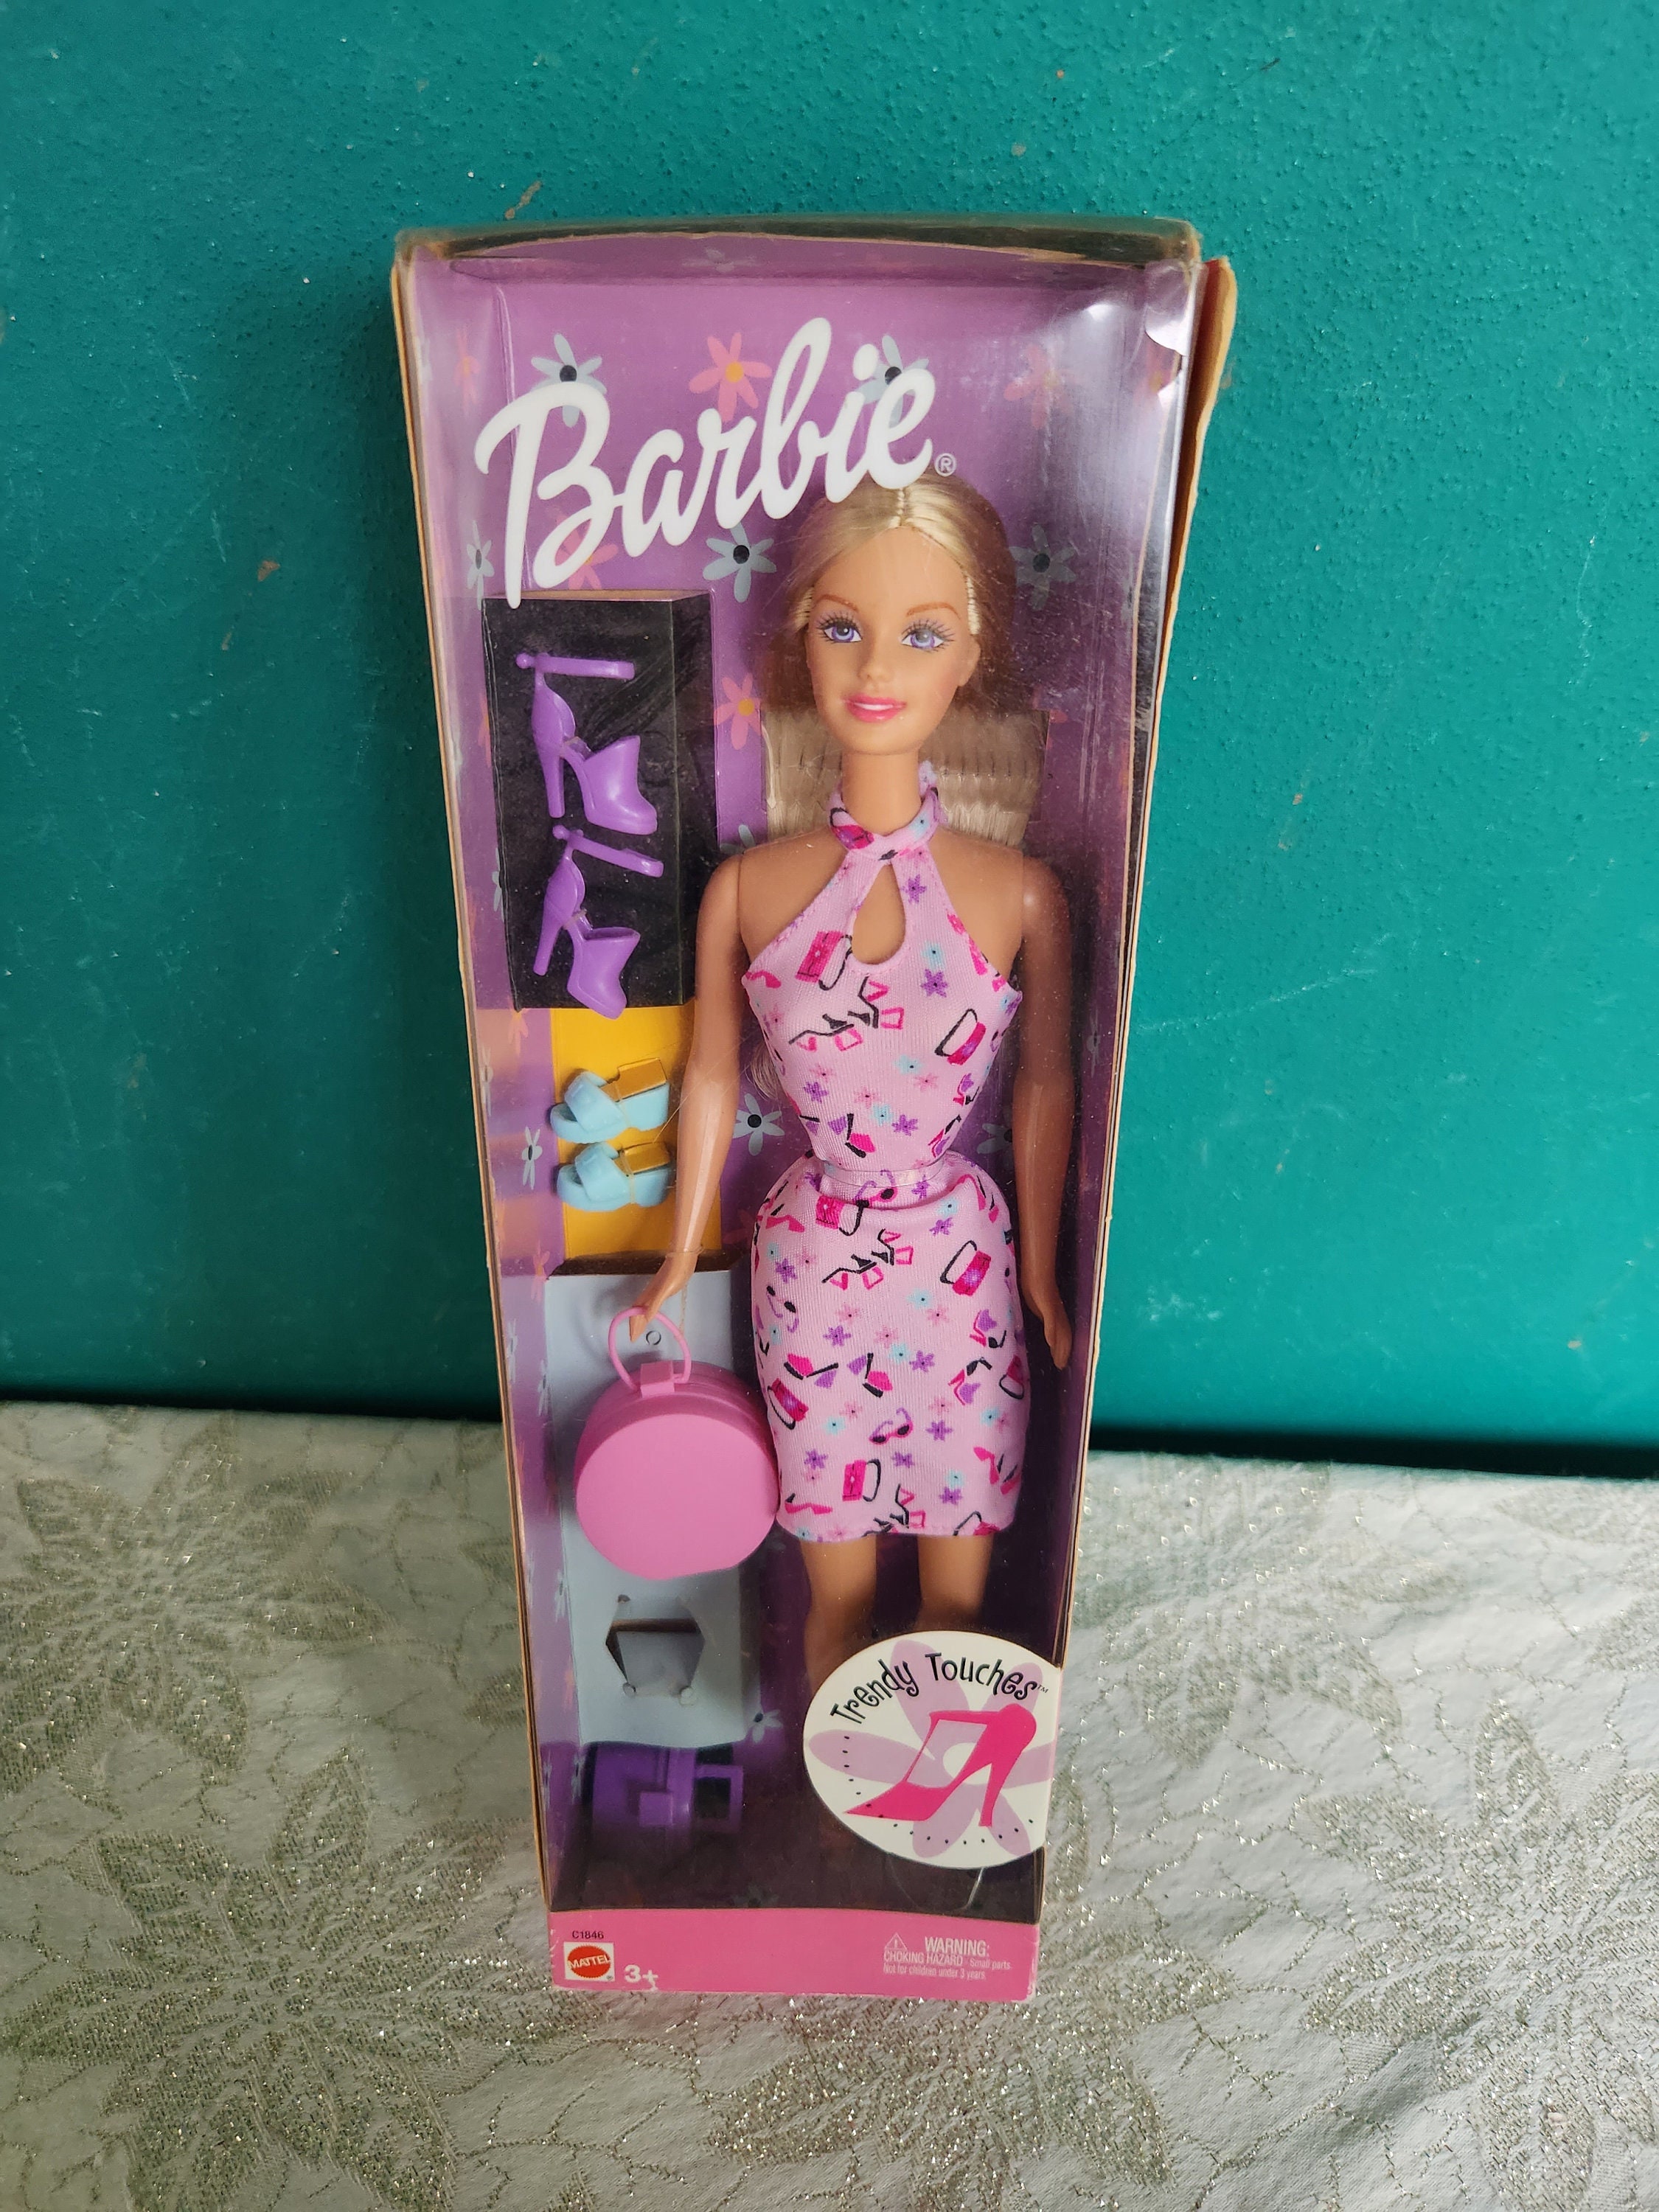 Barbie®
Trendy Touches™
C1846
MATTEL
3+
WARNING:
CHOKING HAZARD - Small parts
Not for children under 3 years